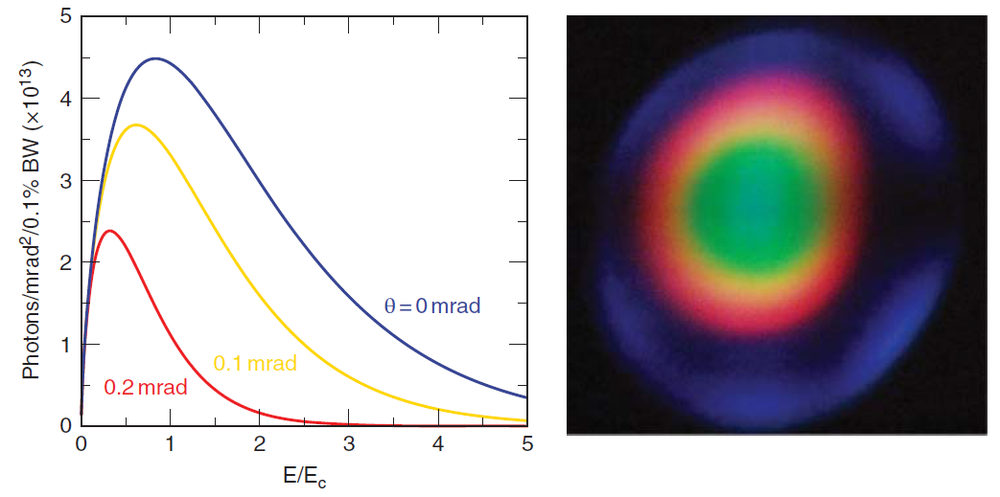 5
4
3
2
1
0
Photons/mrad²/0.1% BW (×10¹³)
θ=0 mrad
0.1 mrad
0.2 mrad
0 1 2 3 4 5
E/Ec